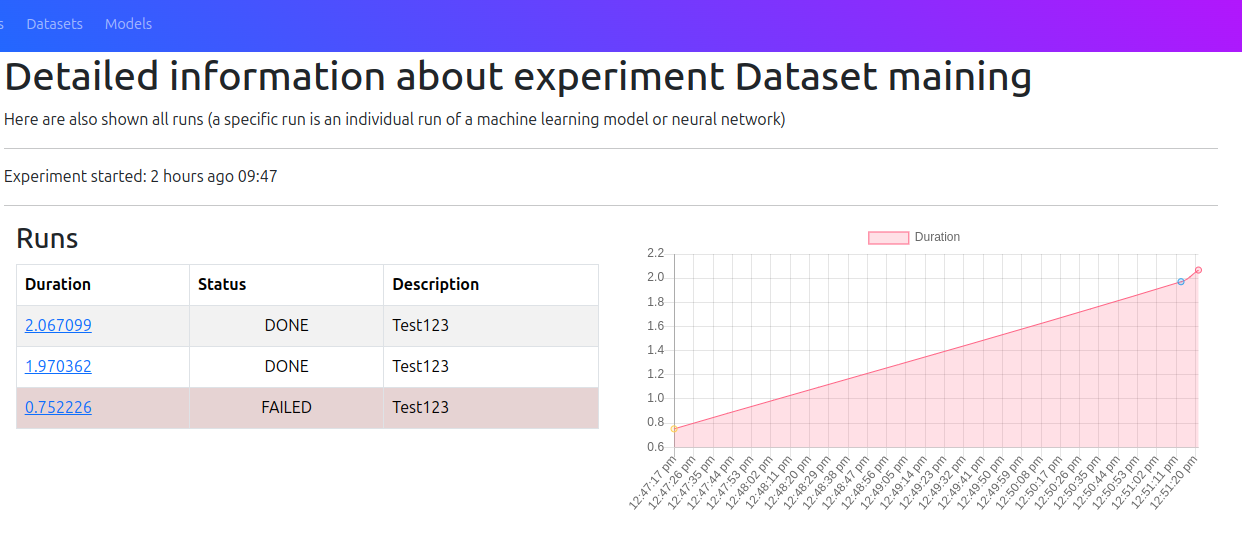 s Datasets Models
Detailed information about experiment Dataset maining
Here are also shown all runs (a specific run is an individual run of a machine learning model or neural network)
Experiment started: 2 hours ago 09:47
Runs
Duration Status Description
2.067099 DONE Test123
1.970362 DONE Test123
0.752226 FAILED Test123
Duration
2.2
2.0
1.8
1.6
1.4
1.2
1.0
0.8
0.6
12:47:17 pm
12:47:26 pm
12:47:35 pm
12:47:44 pm
12:47:53 pm
12:48:02 pm
12:48:11 pm
12:48:20 pm
12:48:29 pm
12:48:38 pm
12:48:47 pm
12:48:56 pm
12:49:05 pm
12:49:14 pm
12:49:23 pm
12:49:32 pm
12:49:41 pm
12:49:50 pm
12:49:59 pm
12:50:08 pm
12:50:17 pm
12:50:26 pm
12:50:35 pm
12:50:44 pm
12:50:53 pm
12:51:02 pm
12:51:11 pm
12:51:20 pm